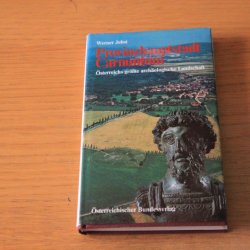 Werner Jobst
Provinzhauptstadt
Carnuntum
Österreichs größte archäologische Landschaft
Österreichischer Bundesverlag